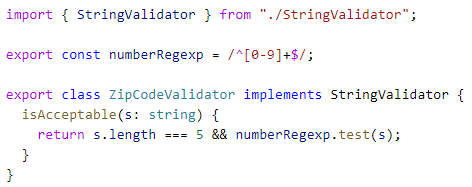 import { StringValidator } from "./StringValidator";
export const numberRegexp = /^[0-9]+$/;
export class ZipCodeValidator implements StringValidator {
  isAcceptable(s: string) {
    return s.length === 5 && numberRegexp.test(s);
  }
}